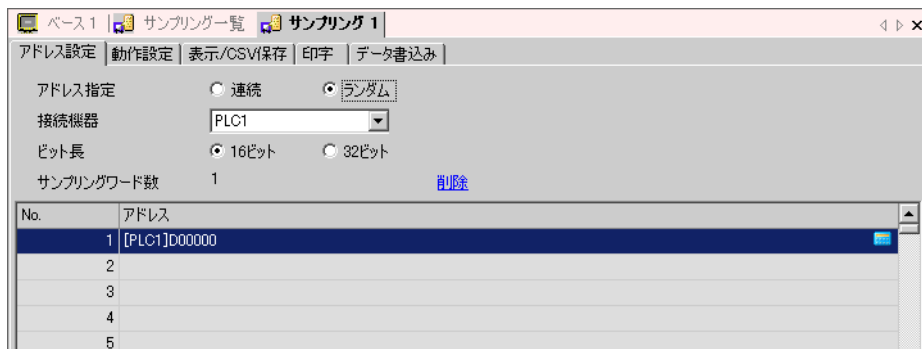 ベース 1 サンプリング一覧 サンプリング 1
アドレス設定 動作設定 表示/CSV保存 印字 データ書込み
アドレス指定 連続 ランダム
接続機器 PLC1
ビット長 16ビット 32ビット
サンプリングワード数 1 削除
No. アドレス
1 [PLC1]D00000
2
3
4
5